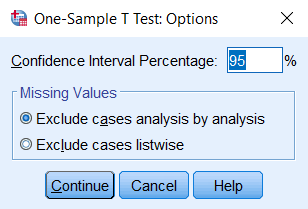 One-Sample T Test: Options
Confidence Interval Percentage: 95 %
Missing Values
Exclude cases analysis by analysis
Exclude cases listwise
Continue Cancel Help